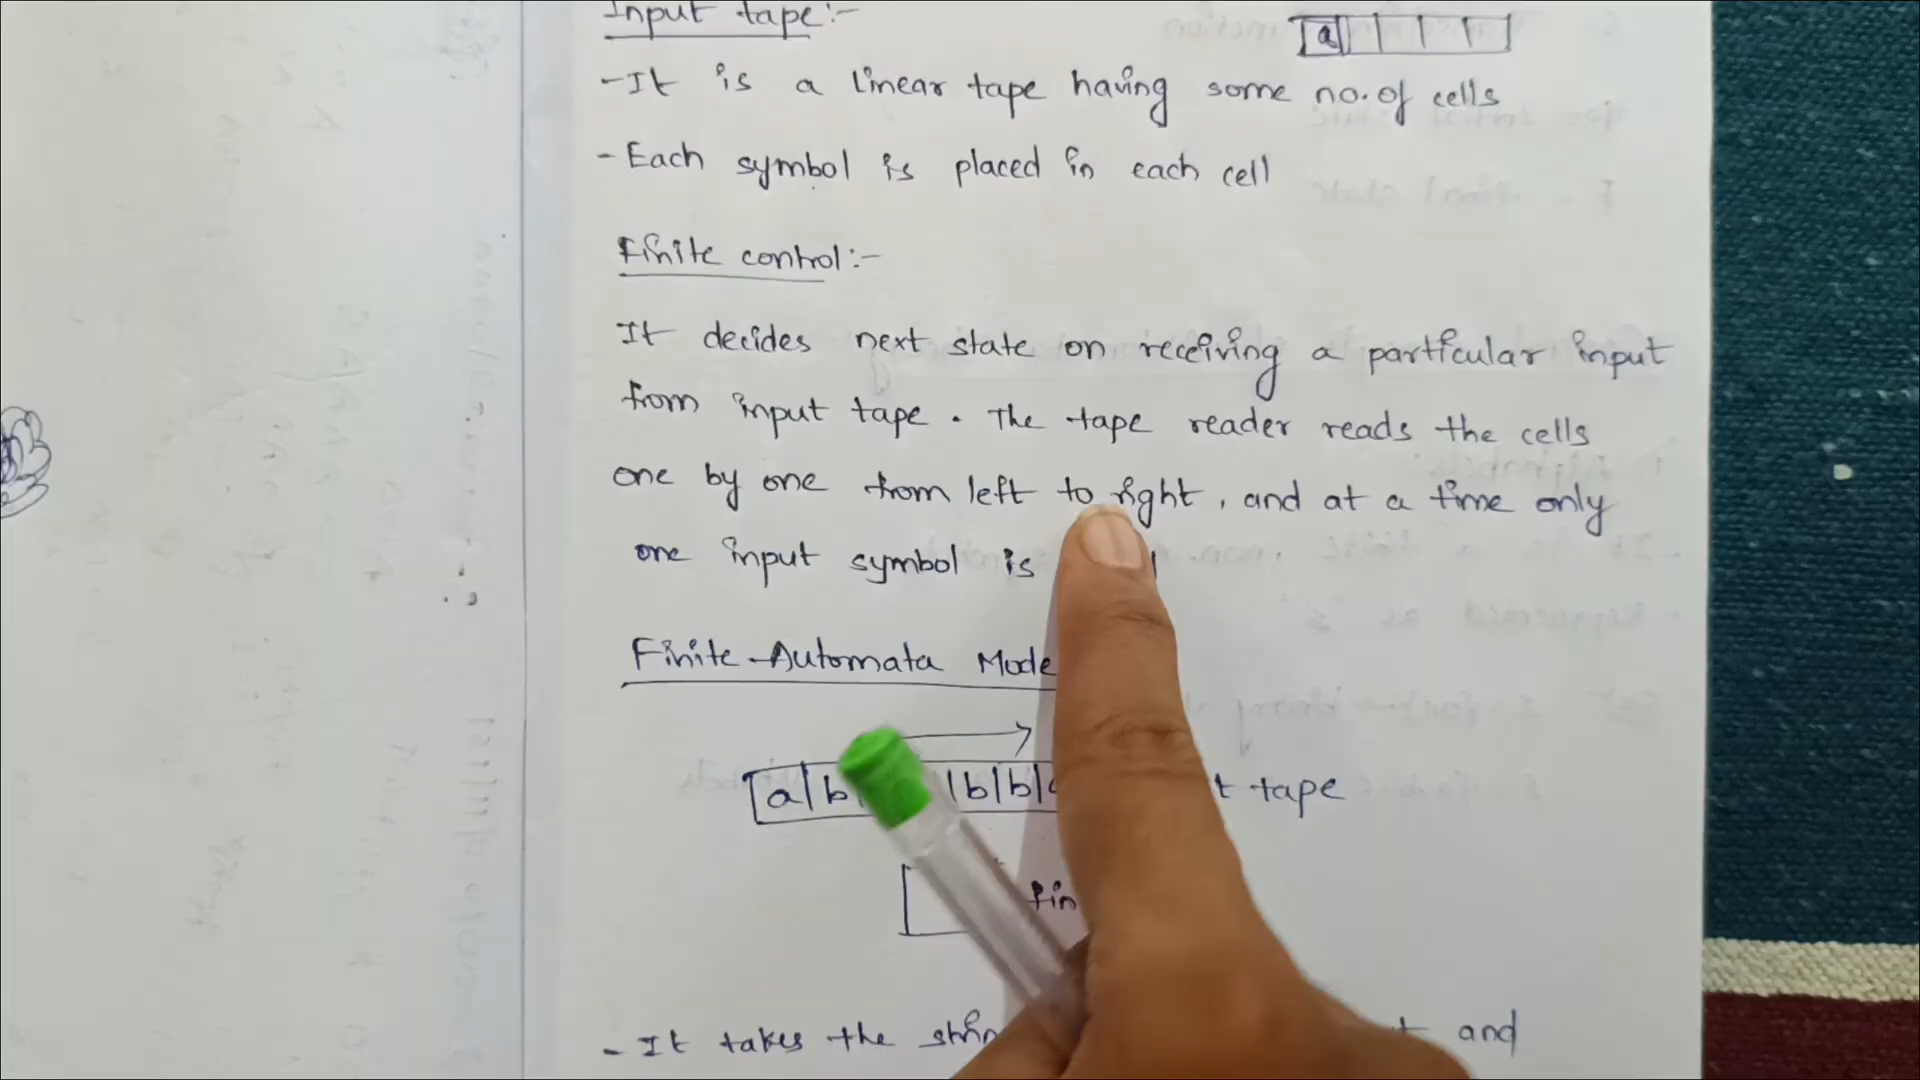 Input tape:-
a
-It is a linear tape having some no. of cells
-Each symbol is placed in each cell
Finite control:-
It decides next state on receiving a particular input
from input tape. The tape reader reads the cells
one by one from left to right, and at a time only
one input symbol is
Finite-Automata Mode
a b b b tape
fin
-It takes the and